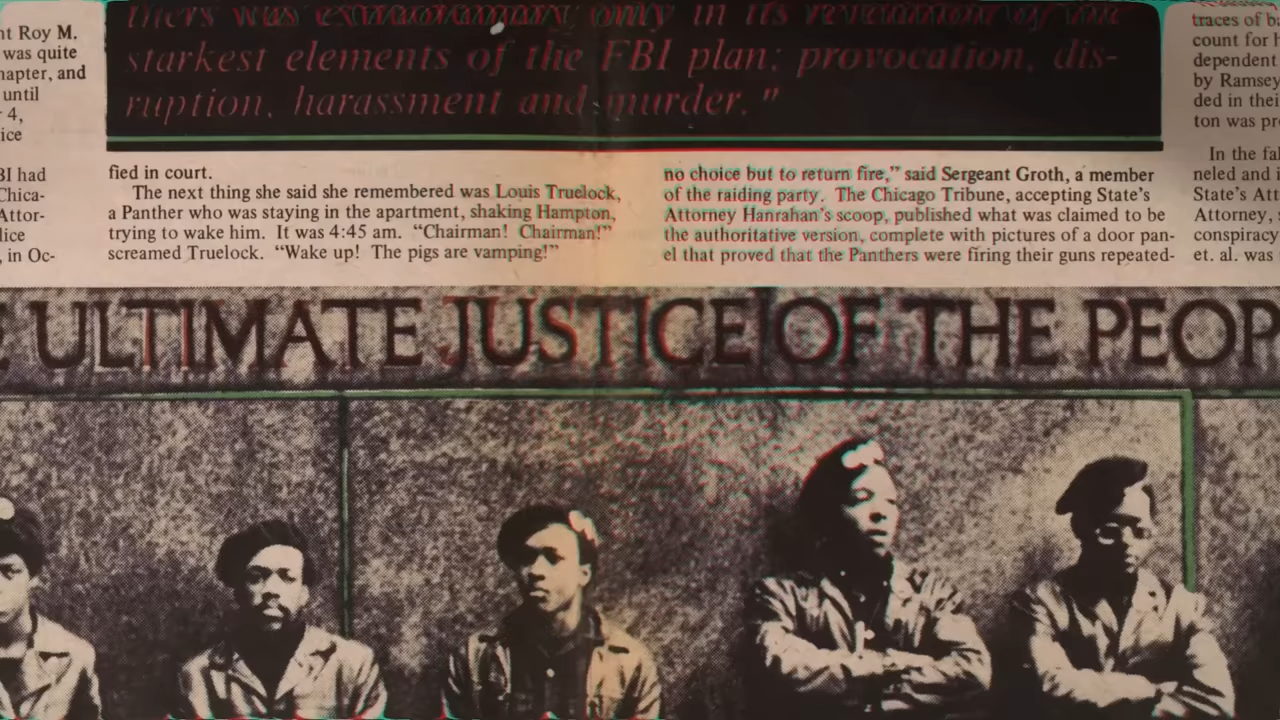 nt Roy M.
was quite
hapter, and
until
4,
ice
BI had
Chica-
Attor-
lice
, in Oc-
thers was extraordinary only in its revelation of the
starkest elements of the FBI plan: provocation, dis-
ruption, harassment and murder."
fied in court.
The next thing she said she remembered was Louis Truelock,
a Panther who was staying in the apartment, shaking Hampton,
trying to wake him. It was 4:45 am. “Chairman! Chairman!”
screamed Truelock. “Wake up! The pigs are vamping!”
no choice but to return fire,” said Sergeant Groth, a member
of the raiding party. The Chicago Tribune, accepting State's
Attorney Hanrahan's scoop, published what was claimed to be
the authoritative version, complete with pictures of a door pan-
el that proved that the Panthers were firing their guns repeated-
traces of b
count for h
dependent
by Ramsey
ded in thei
ton was pr
In the fal
neled and i
State's Att
Attorney,
conspiracy
et. al. was
E ULTIMATE JUSTICE OF THE PEOP